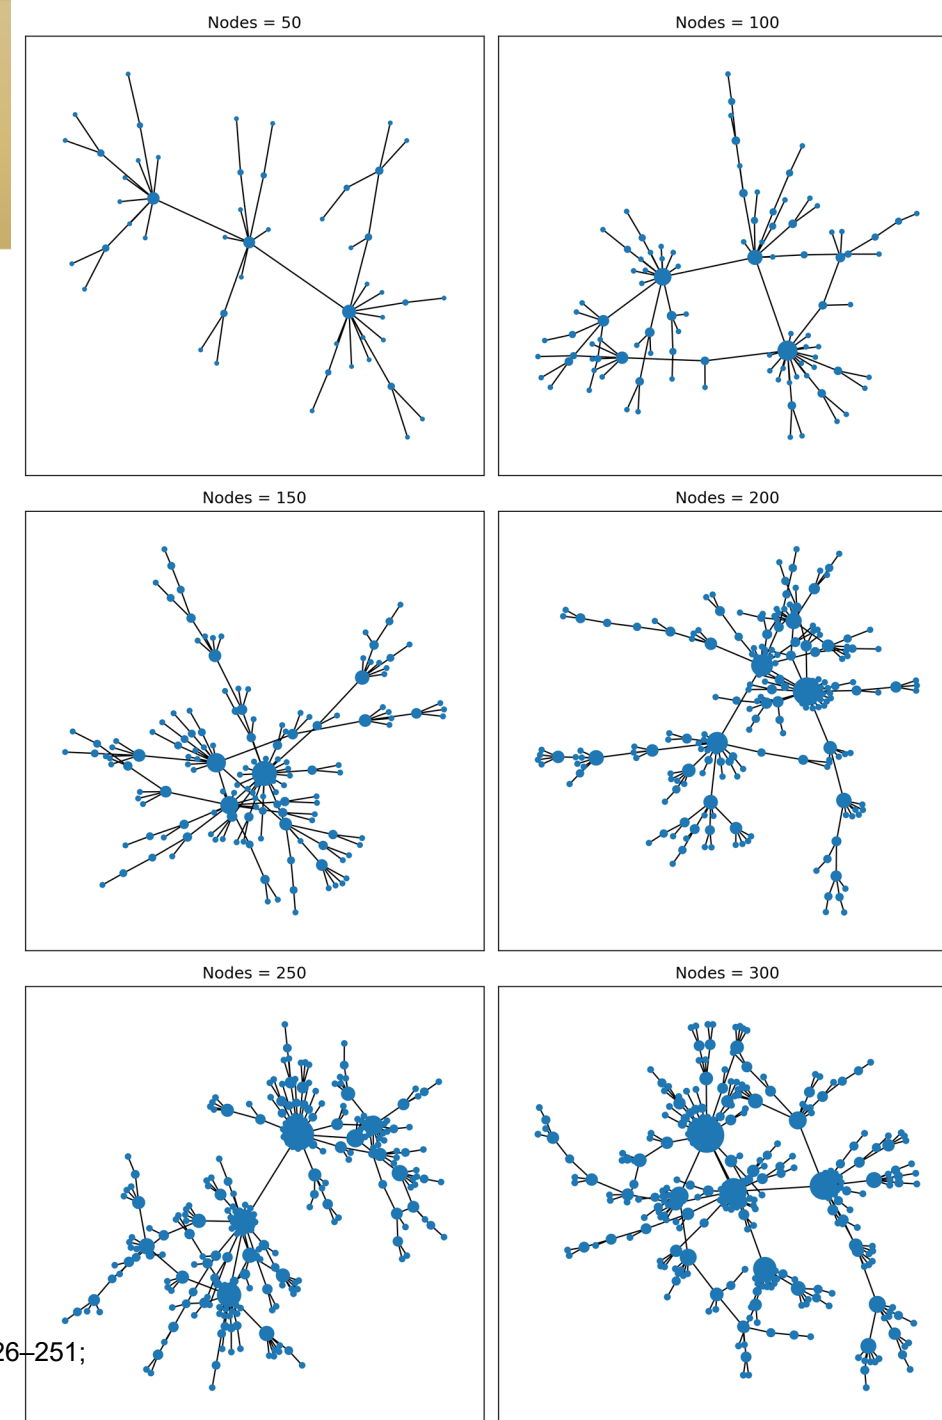 Nodes = 50
Nodes = 100
Nodes = 150
Nodes = 200
Nodes = 250
Nodes = 300
26–251;